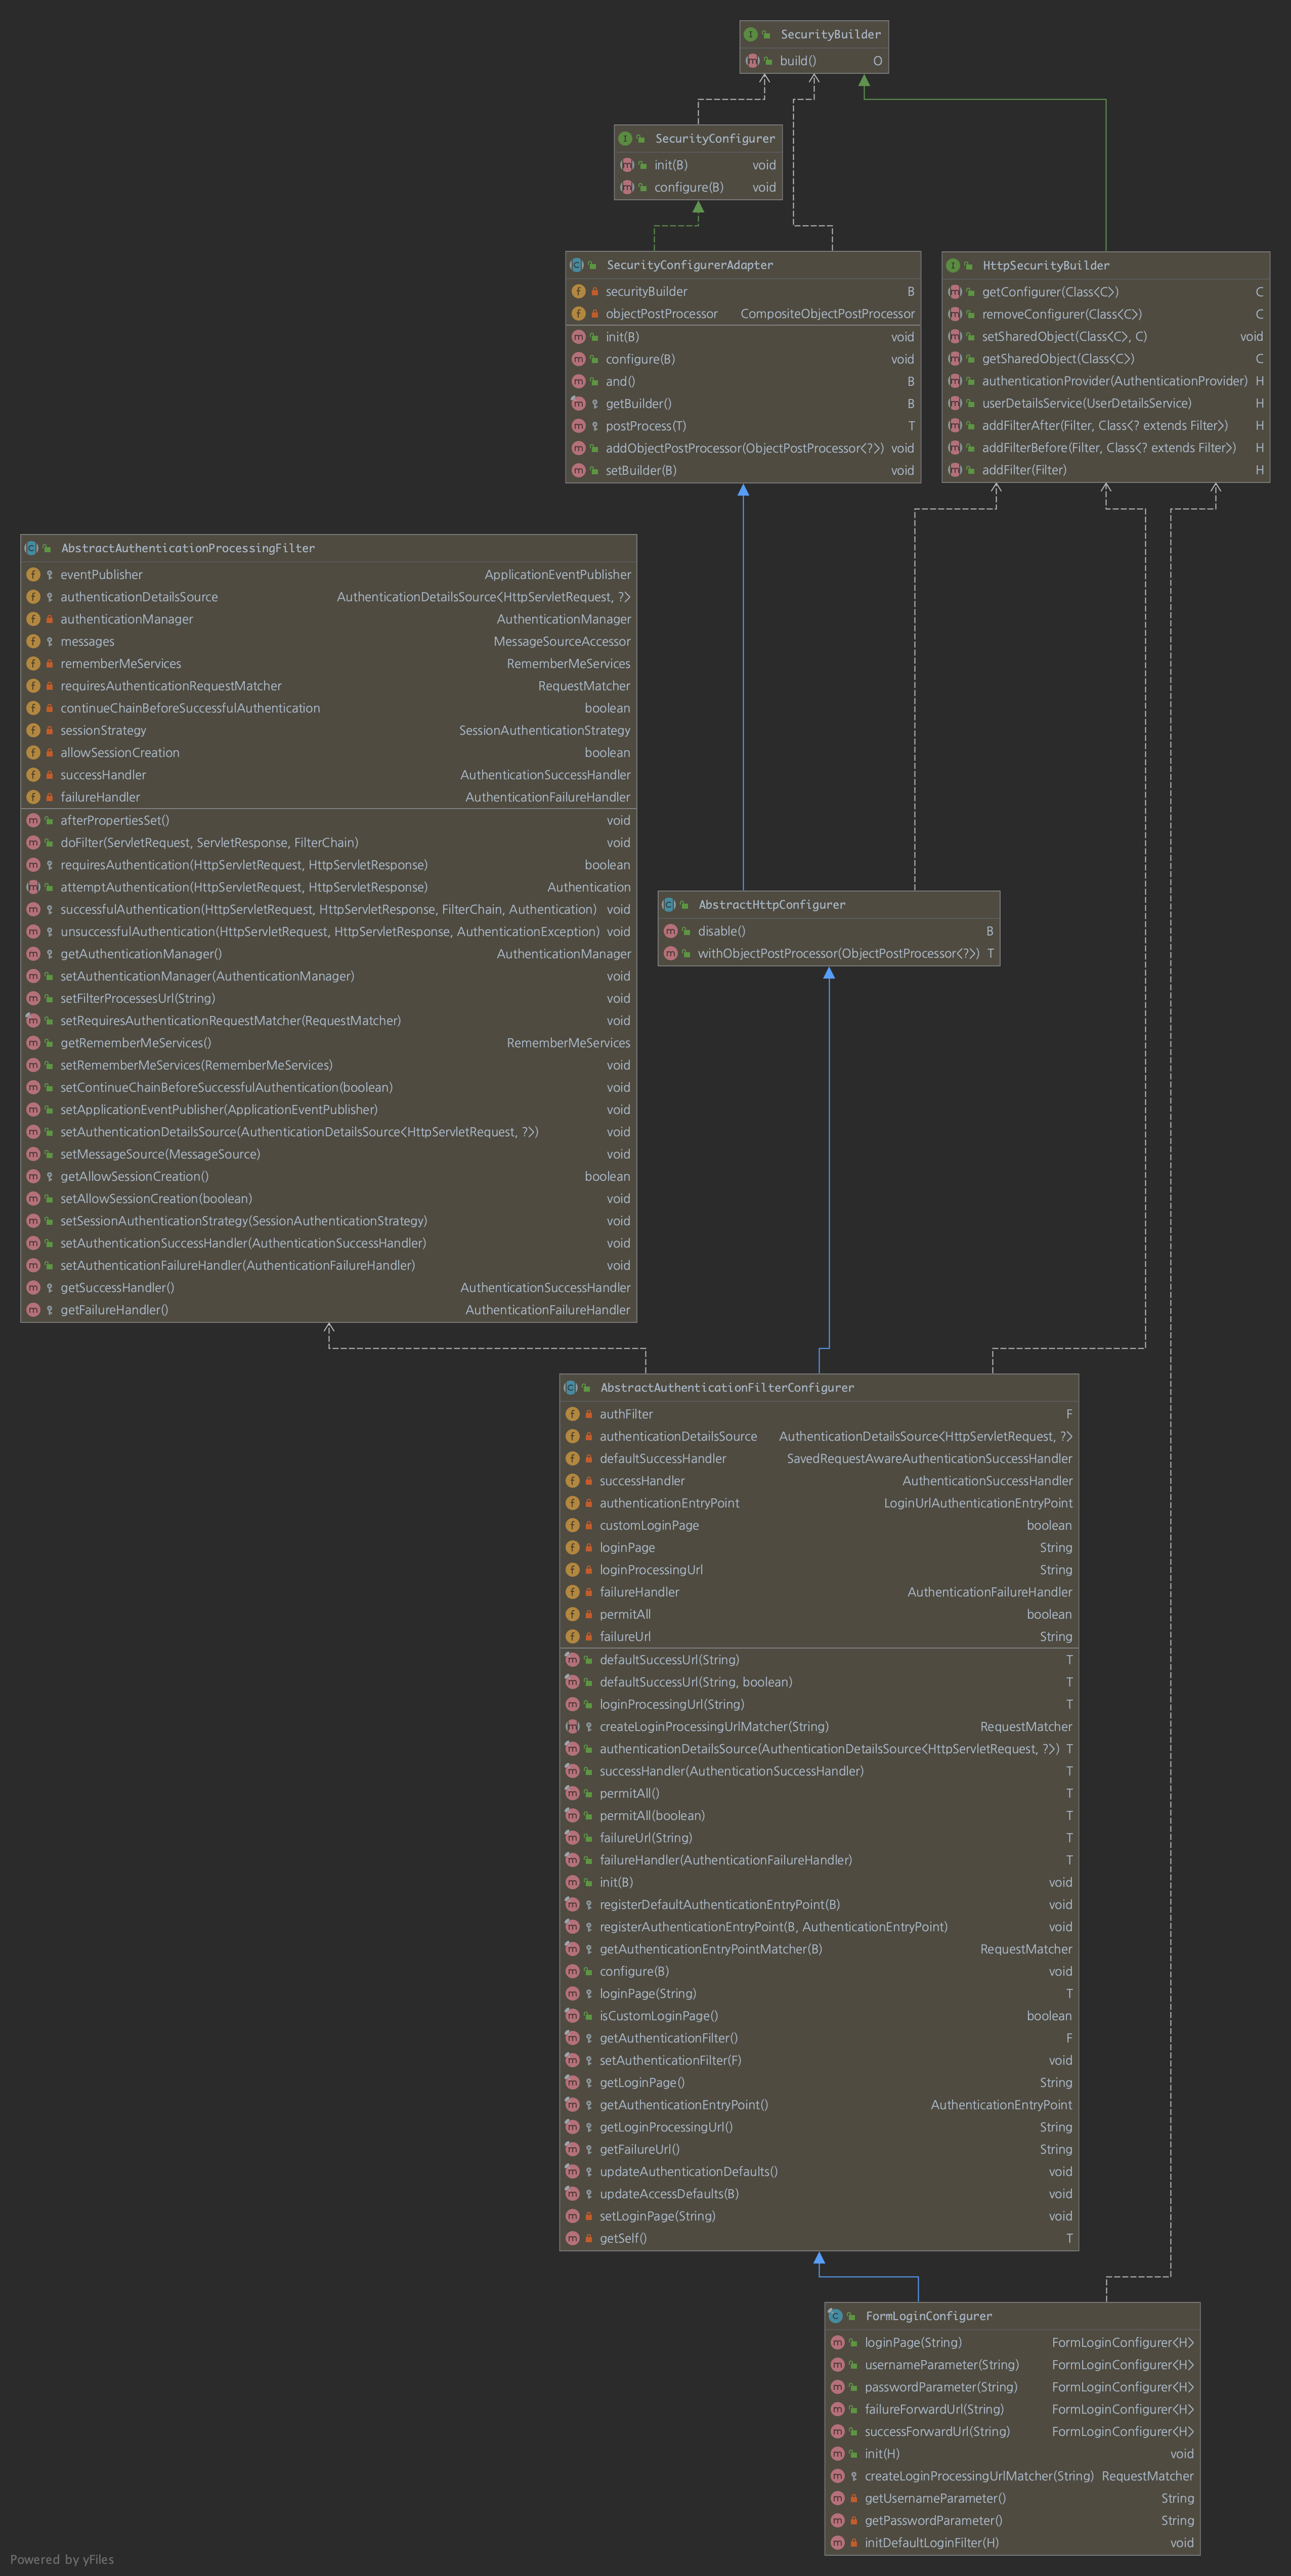 SecurityBuilder
build() O
SecurityConfigurer
init(B) void
configure(B) void
SecurityConfigurerAdapter
securityBuilder B
objectPostProcessor CompositeObjectPostProcessor
init(B) void
configure(B) void
and() B
getBuilder() B
postProcess(T) T
addObjectPostProcessor(ObjectPostProcessor<?>) void
setBuilder(B) void
HttpSecurityBuilder
getConfigurer(Class<C>) C
removeConfigurer(Class<C>) C
setSharedObject(Class<C>, C) void
getSharedObject(Class<C>) C
authenticationProvider(AuthenticationProvider) H
userDetailsService(UserDetailsService) H
addFilterAfter(Filter, Class<? extends Filter>) H
addFilterBefore(Filter, Class<? extends Filter>) H
addFilter(Filter) H
AbstractAuthenticationProcessingFilter
eventPublisher ApplicationEventPublisher
authenticationDetailsSource AuthenticationDetailsSource<HttpServletRequest, ?>
authenticationManager AuthenticationManager
messages MessageSourceAccessor
rememberMeServices RememberMeServices
requiresAuthenticationRequestMatcher RequestMatcher
continueChainBeforeSuccessfulAuthentication boolean
sessionStrategy SessionAuthenticationStrategy
allowSessionCreation boolean
successHandler AuthenticationSuccessHandler
failureHandler AuthenticationFailureHandler
afterPropertiesSet() void
doFilter(ServletRequest, ServletResponse, FilterChain) void
requiresAuthentication(HttpServletRequest, HttpServletResponse) boolean
attemptAuthentication(HttpServletRequest, HttpServletResponse) Authentication
successfulAuthentication(HttpServletRequest, HttpServletResponse, FilterChain, Authentication) void
unsuccessfulAuthentication(HttpServletRequest, HttpServletResponse, AuthenticationException) void
getAuthenticationManager() AuthenticationManager
setAuthenticationManager(AuthenticationManager) void
setFilterProcessesUrl(String) void
setRequiresAuthenticationRequestMatcher(RequestMatcher) void
getRememberMeServices() RememberMeServices
setRememberMeServices(RememberMeServices) void
setContinueChainBeforeSuccessfulAuthentication(boolean) void
setApplicationEventPublisher(ApplicationEventPublisher) void
setAuthenticationDetailsSource(AuthenticationDetailsSource<HttpServletRequest, ?>) void
setMessageSource(MessageSource) void
getAllowSessionCreation() boolean
setAllowSessionCreation(boolean) void
setSessionAuthenticationStrategy(SessionAuthenticationStrategy) void
setAuthenticationSuccessHandler(AuthenticationSuccessHandler) void
setAuthenticationFailureHandler(AuthenticationFailureHandler) void
getSuccessHandler() AuthenticationSuccessHandler
getFailureHandler() AuthenticationFailureHandler
AbstractHttpConfigurer
disable() B
withObjectPostProcessor(ObjectPostProcessor<?>) T
AbstractAuthenticationFilterConfigurer
authFilter F
authenticationDetailsSource AuthenticationDetailsSource<HttpServletRequest, ?>
defaultSuccessHandler SavedRequestAwareAuthenticationSuccessHandler
successHandler AuthenticationSuccessHandler
authenticationEntryPoint LoginUrlAuthenticationEntryPoint
customLoginPage boolean
loginPage String
loginProcessingUrl String
failureHandler AuthenticationFailureHandler
permitAll boolean
failureUrl String
defaultSuccessUrl(String) T
defaultSuccessUrl(String, boolean) T
loginProcessingUrl(String) T
createLoginProcessingUrlMatcher(String) RequestMatcher
authenticationDetailsSource(AuthenticationDetailsSource<HttpServletRequest, ?>) T
successHandler(AuthenticationSuccessHandler) T
permitAll() T
permitAll(boolean) T
failureUrl(String) T
failureHandler(AuthenticationFailureHandler) T
init(B) void
registerDefaultAuthenticationEntryPoint(B) void
registerAuthenticationEntryPoint(B, AuthenticationEntryPoint) void
getAuthenticationEntryPointMatcher(B) RequestMatcher
configure(B) void
loginPage(String) T
isCustomLoginPage() boolean
getAuthenticationFilter() F
setAuthenticationFilter(F) void
getLoginPage() String
getAuthenticationEntryPoint() AuthenticationEntryPoint
getLoginProcessingUrl() String
getFailureUrl() String
updateAuthenticationDefaults() void
updateAccessDefaults(B) void
setLoginPage(String) void
getSelf() T
FormLoginConfigurer
loginPage(String) FormLoginConfigurer<H>
usernameParameter(String) FormLoginConfigurer<H>
passwordParameter(String) FormLoginConfigurer<H>
failureForwardUrl(String) FormLoginConfigurer<H>
successForwardUrl(String) FormLoginConfigurer<H>
init(H) void
createLoginProcessingUrlMatcher(String) RequestMatcher
getUsernameParameter() String
getPasswordParameter() String
initDefaultLoginFilter(H) void
Powered by yFiles